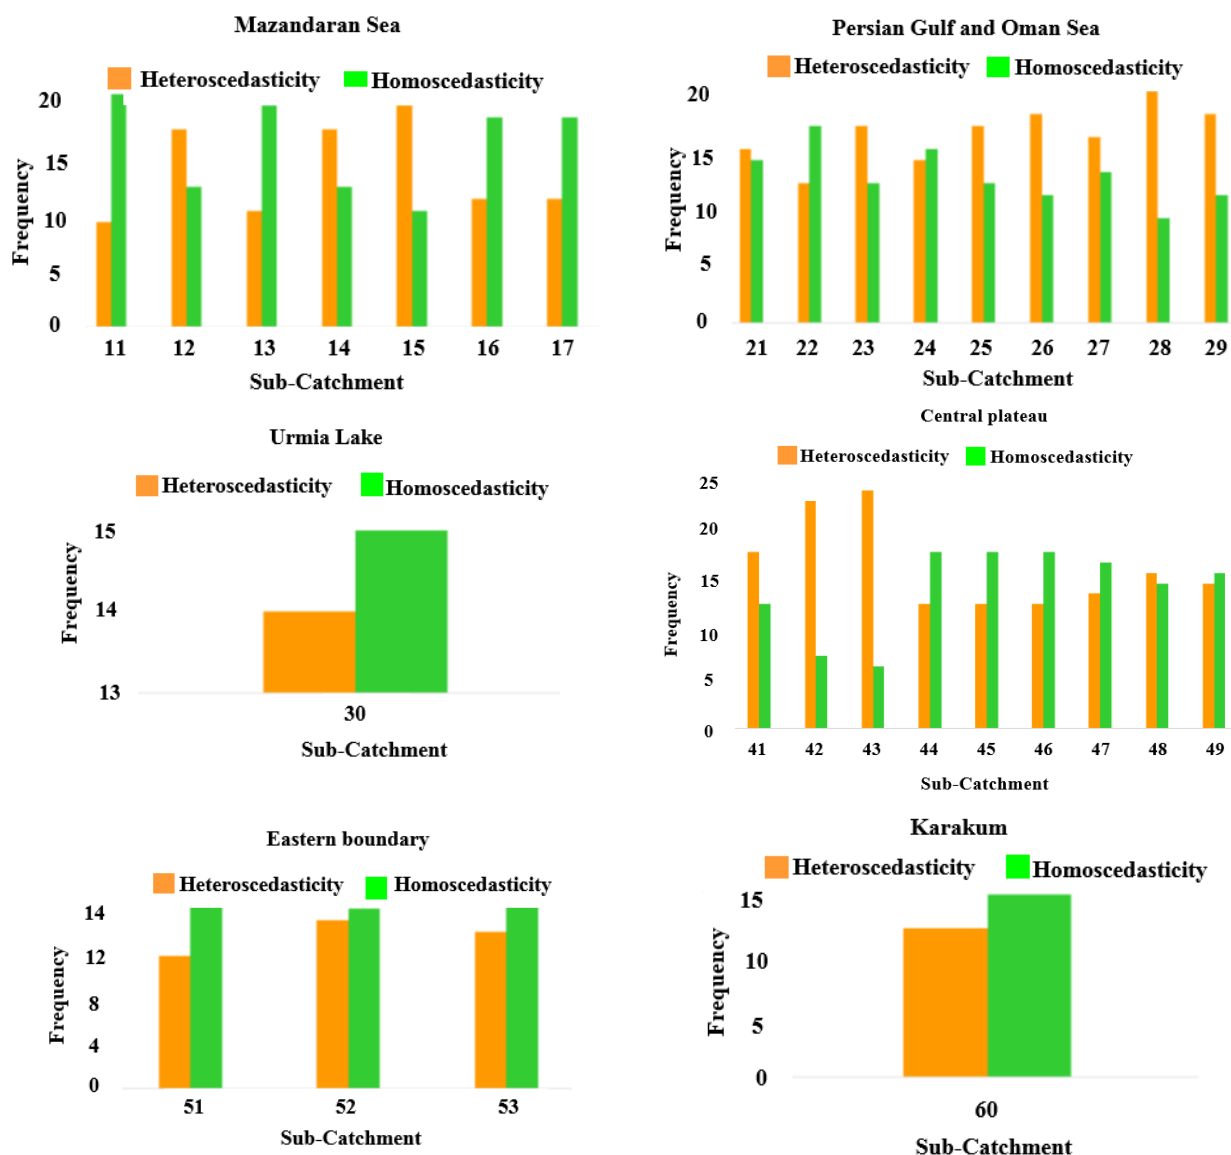 Mazandaran Sea
Heteroscedasticity Homoscedasticity
20
15
10
5
0
Frequency
11 12 13 14 15 16 17
Sub-Catchment
Persian Gulf and Oman Sea
Heteroscedasticity Homoscedasticity
20
15
10
5
0
Frequency
21 22 23 24 25 26 27 28 29
Sub-Catchment
Urmia Lake
Heteroscedasticity Homoscedasticity
15
14
13
Frequency
30
Sub-Catchment
Central plateau
Heteroscedasticity Homoscedasticity
25
20
15
10
5
0
Frequency
41 42 43 44 45 46 47 48 49
Sub-Catchment
Eastern boundary
Heteroscedasticity Homoscedasticity
14
12
8
4
0
Frequency
51 52 53
Sub-Catchment
Karakum
Heteroscedasticity Homoscedasticity
15
10
5
0
Frequency
60
Sub-Catchment